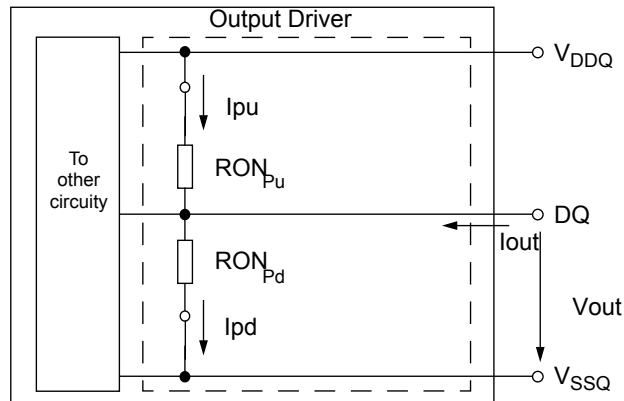 Output Driver
VDDQ
Ipu
To
other
circuity
RONPu
DQ
Iout
RONPd
Vout
Ipd
VSSQ